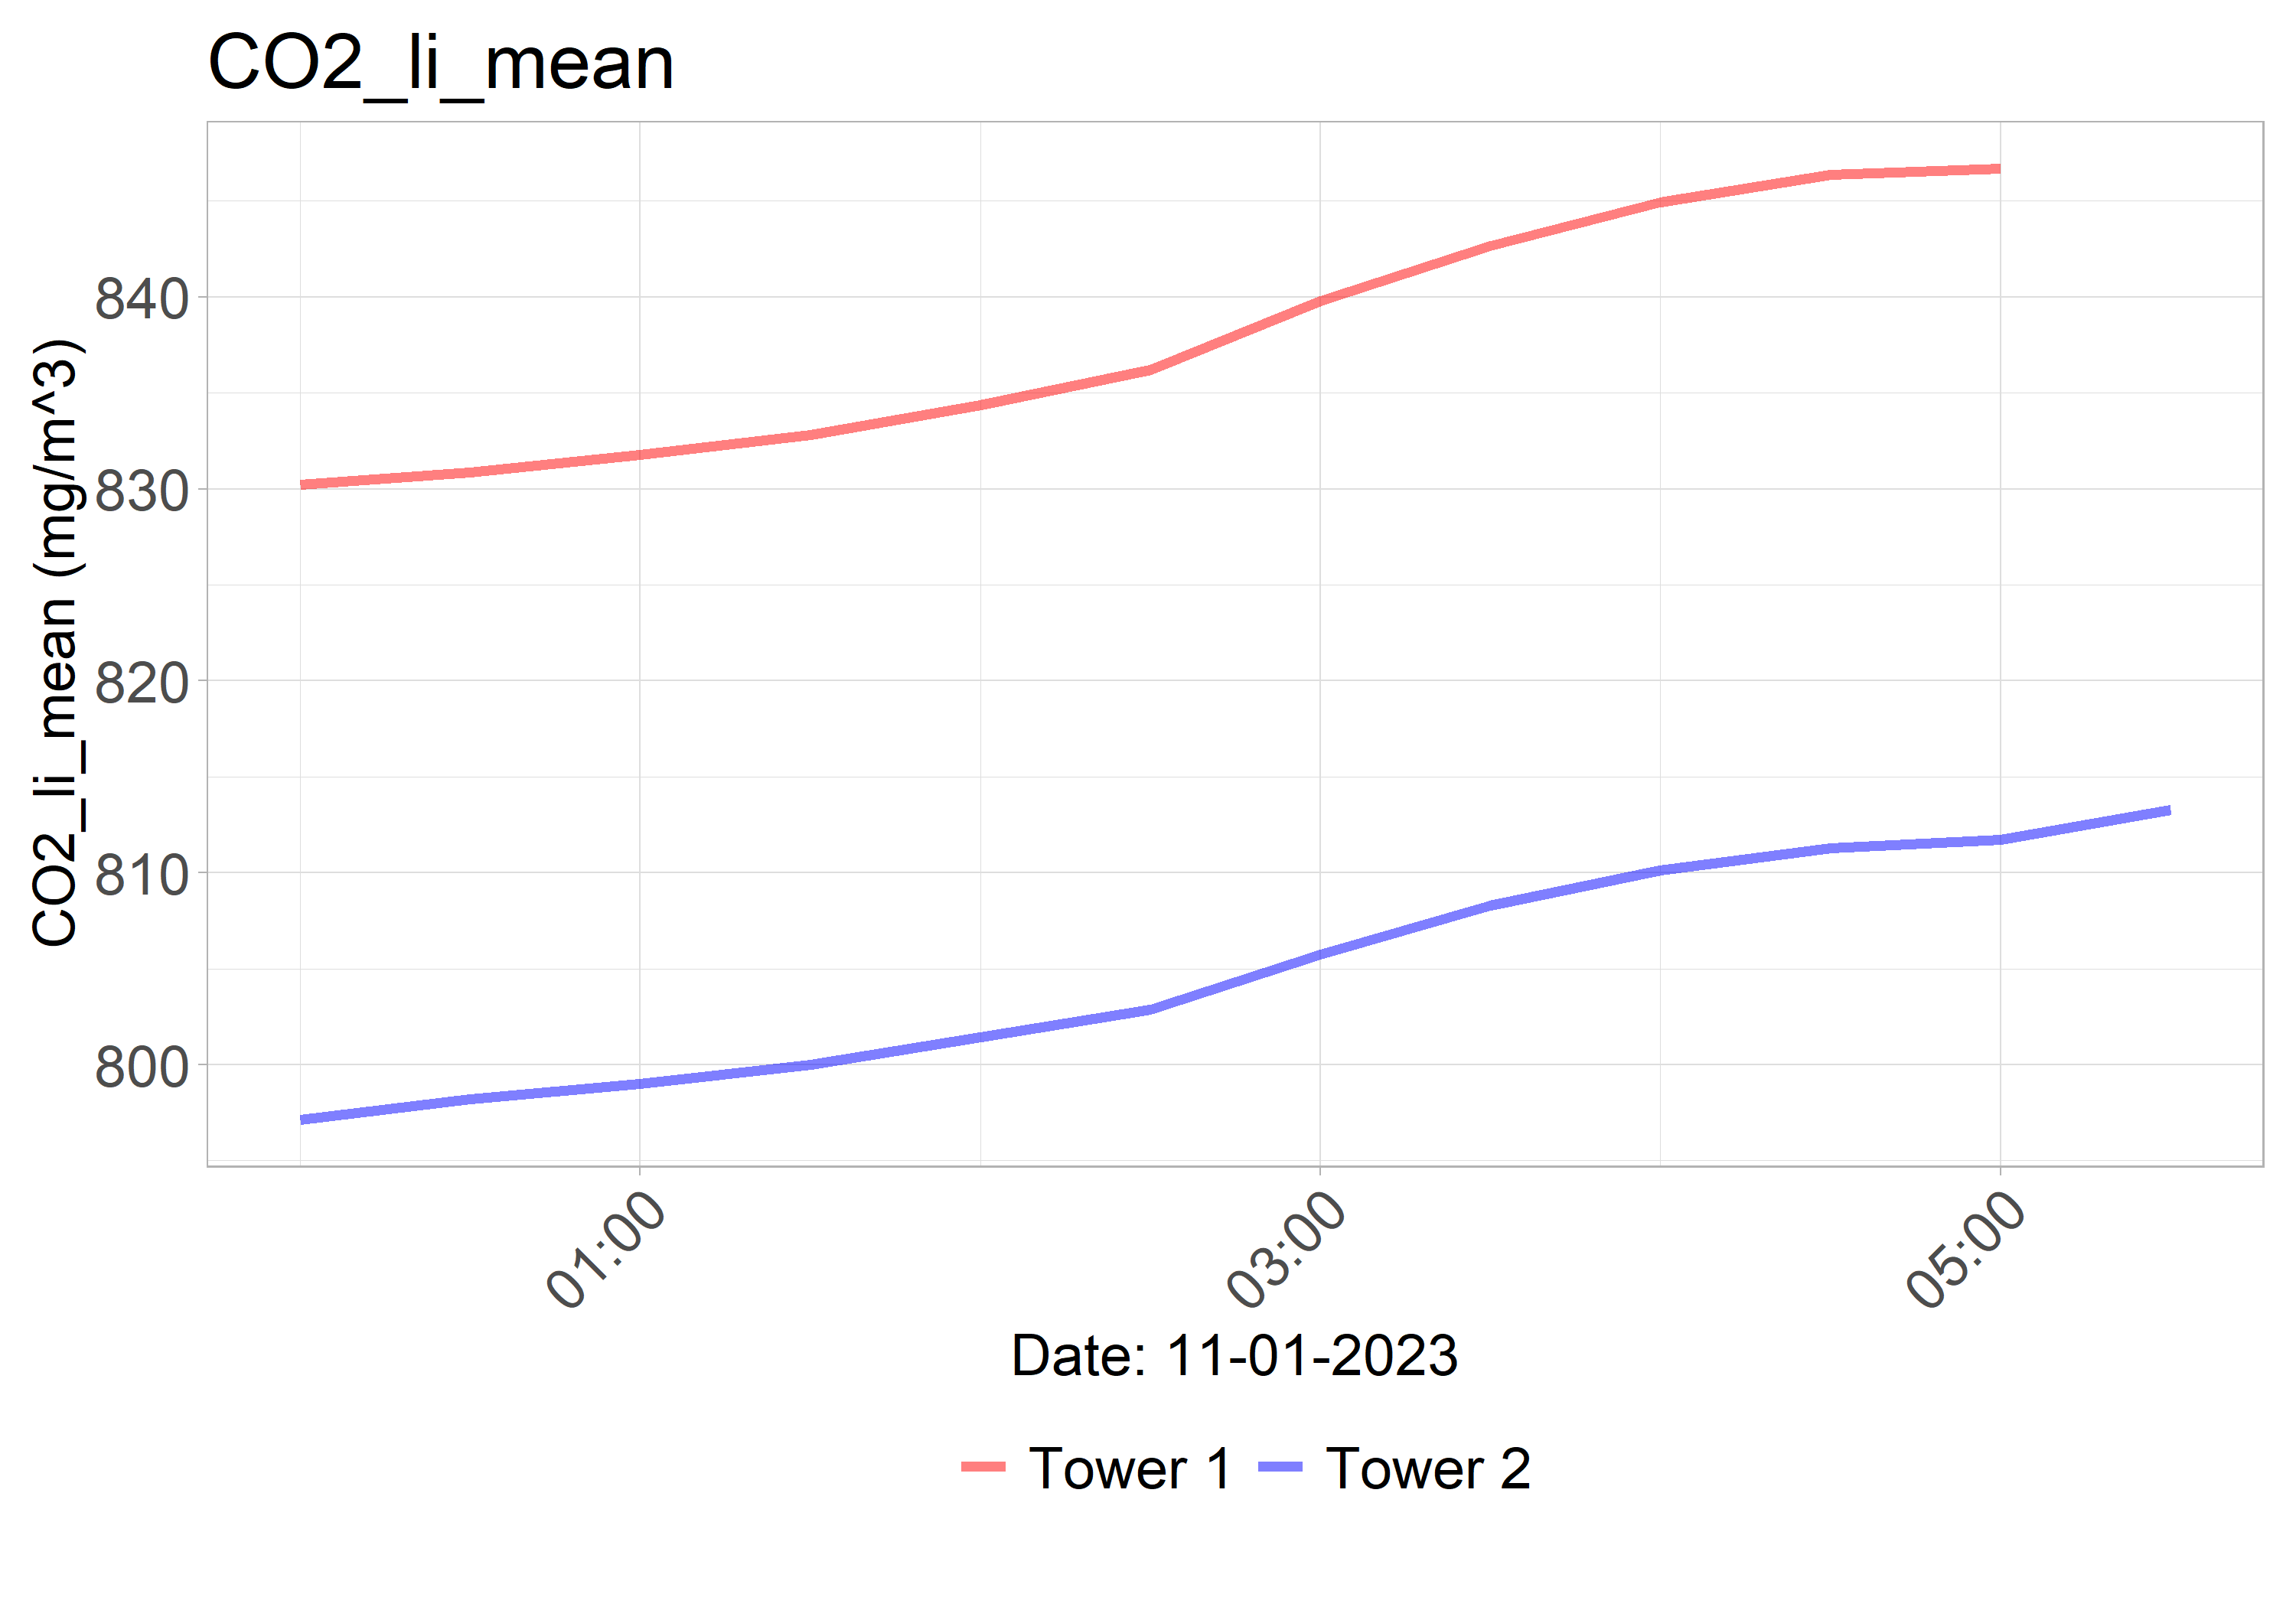 CO2_li_mean
CO2_li_mean (mg/m^3)
840
830
820
810
800
01:00
03:00
05:00
Date: 11-01-2023
Tower 1
Tower 2